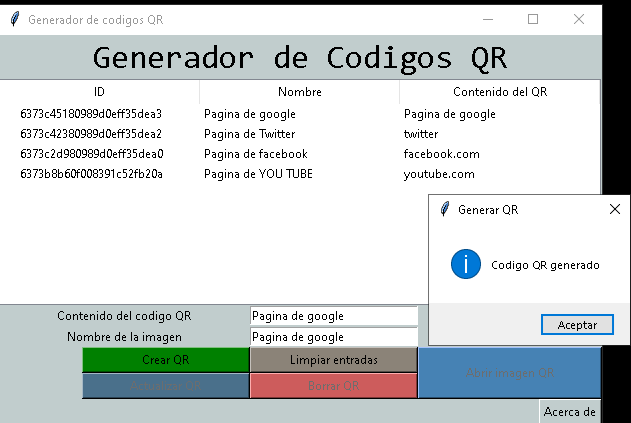 Generador de codigos QR
Generador de Codigos QR
ID Nombre Contenido del QR
6373c45180989d0eff35dea3 Pagina de google Pagina de google
6373c42380989d0eff35dea2 Pagina de Twitter twitter
6373c2d980989d0eff35dea0 Pagina de facebook facebook.com
6373b8b60f008391c52fb20a Pagina de YOU TUBE youtube.com
Generar QR
Codigo QR generado
Aceptar
Contenido del codigo QR Pagina de google
Nombre de la imagen Pagina de google
Crear QR Limpiar entradas Abrir imagen QR
Actualizar QR Borrar QR
Acerca de